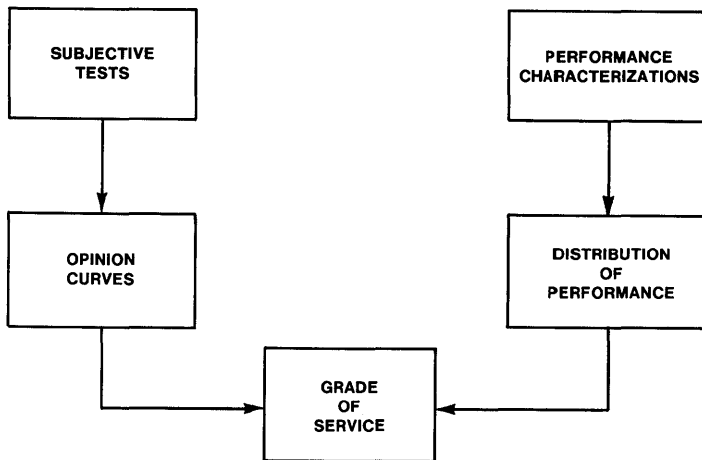 SUBJECTIVE
TESTS
PERFORMANCE
CHARACTERIZATIONS
OPINION
CURVES
DISTRIBUTION
OF
PERFORMANCE
GRADE
OF
SERVICE